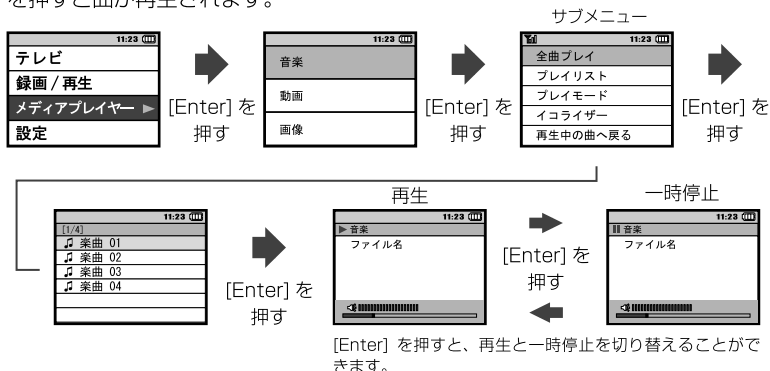 を押すと曲が再生されます。
サブメニュー
11:23
テレビ
録画 / 再生
メディアプレイヤー
設定
[Enter] を
押す
11:23
音楽
動画
画像
[Enter] を
押す
11:23
全曲プレイ
プレイリスト
プレイモード
イコライザー
再生中の曲へ戻る
[Enter] を
押す
11:23
[1/4]
楽曲 01
楽曲 02
楽曲 03
楽曲 04
[Enter] を
押す
再生
11:23
音楽
ファイル名
[Enter] を
押す
一時停止
11:23
音楽
ファイル名
[Enter] を押すと、再生と一時停止を切り替えることがで
きます。